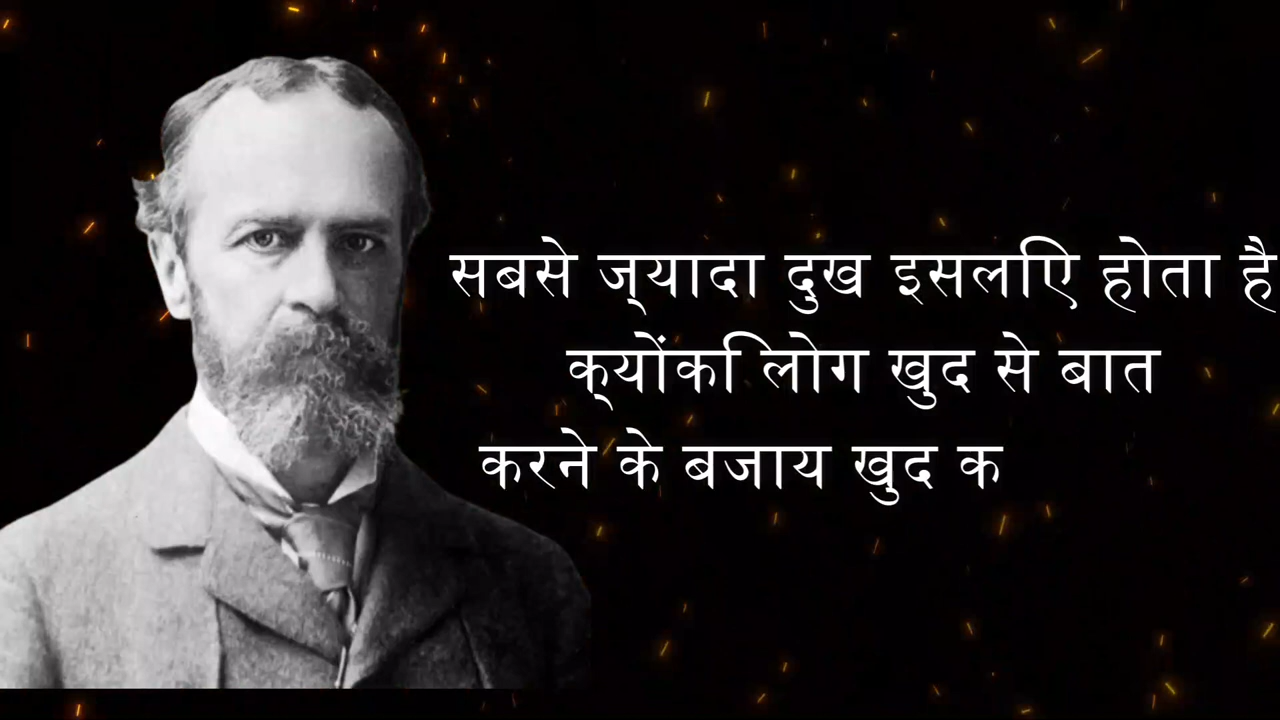 सबसे ज्यादा दुख इसलिए होता है
क्योंकि लोग खुद से बात
करने के बजाय खुद क